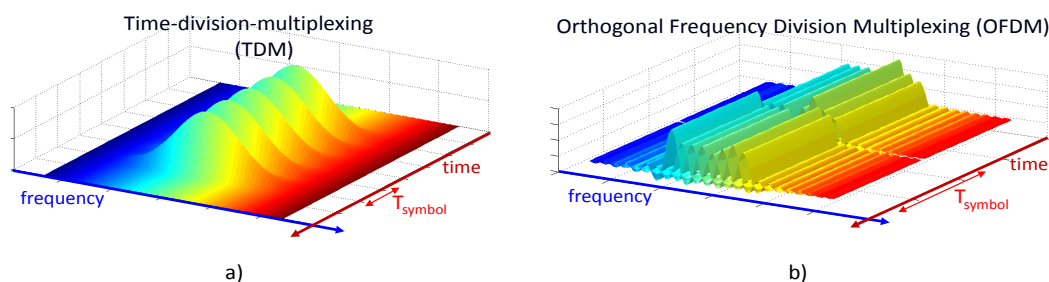 Time-division-multiplexing
(TDM)
frequency
time
Tsymbol
a)
Orthogonal Frequency Division Multiplexing (OFDM)
frequency
time
Tsymbol
b)